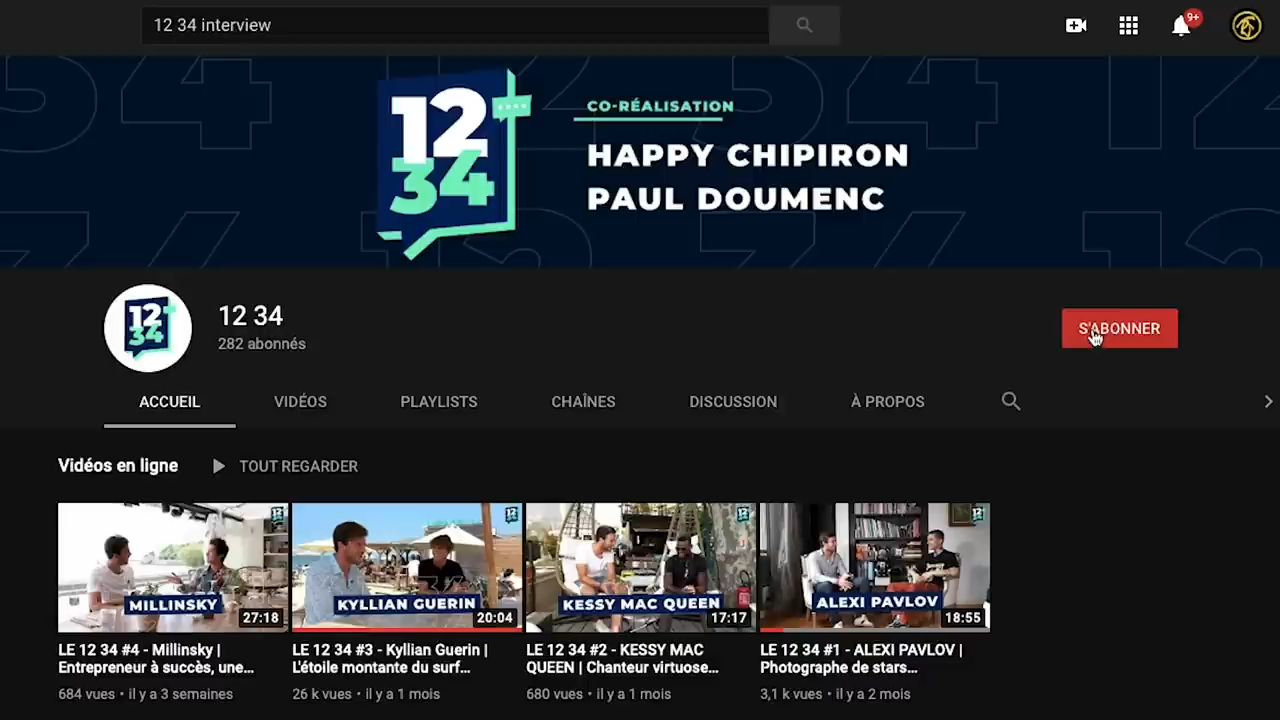 12 34 interview
9+
12
34
CO-RÉALISATION
HAPPY CHIPIRON
PAUL DOUMENC
12
34
12 34
282 abonnés
S'ABONNER
ACCUEIL
VIDÉOS
PLAYLISTS
CHAÎNES
DISCUSSION
À PROPOS
Vidéos en ligne
TOUT REGARDER
MILLINSKY
27:18
KYLLIAN GUERIN
20:04
KESSY MAC QUEEN
17:17
ALEXI PAVLOV
18:55
LE 12 34 #4 - Millinsky |
Entrepreneur à succès, une...
684 vues • il y a 3 semaines
LE 12 34 #3 - Kyllian Guerin |
L'étoile montante du surf...
26 k vues • il y a 1 mois
LE 12 34 #2 - KESSY MAC
QUEEN | Chanteur virtuose...
680 vues • il y a 1 mois
LE 12 34 #1 - ALEXI PAVLOV |
Photographe de stars...
3,1 k vues • il y a 2 mois